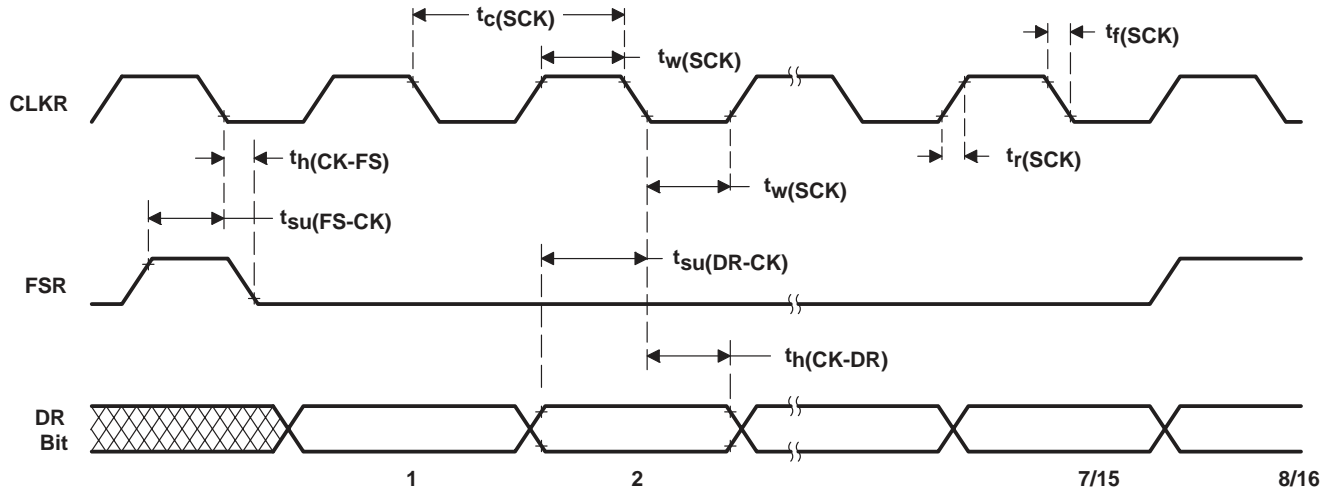 tc(SCK)
tf(SCK)
tw(SCK)
CLKR
th(CK-FS)
tr(SCK)
tw(SCK)
tsu(FS-CK)
tsu(DR-CK)
FSR
th(CK-DR)
DR
Bit
1 2 7/15 8/16